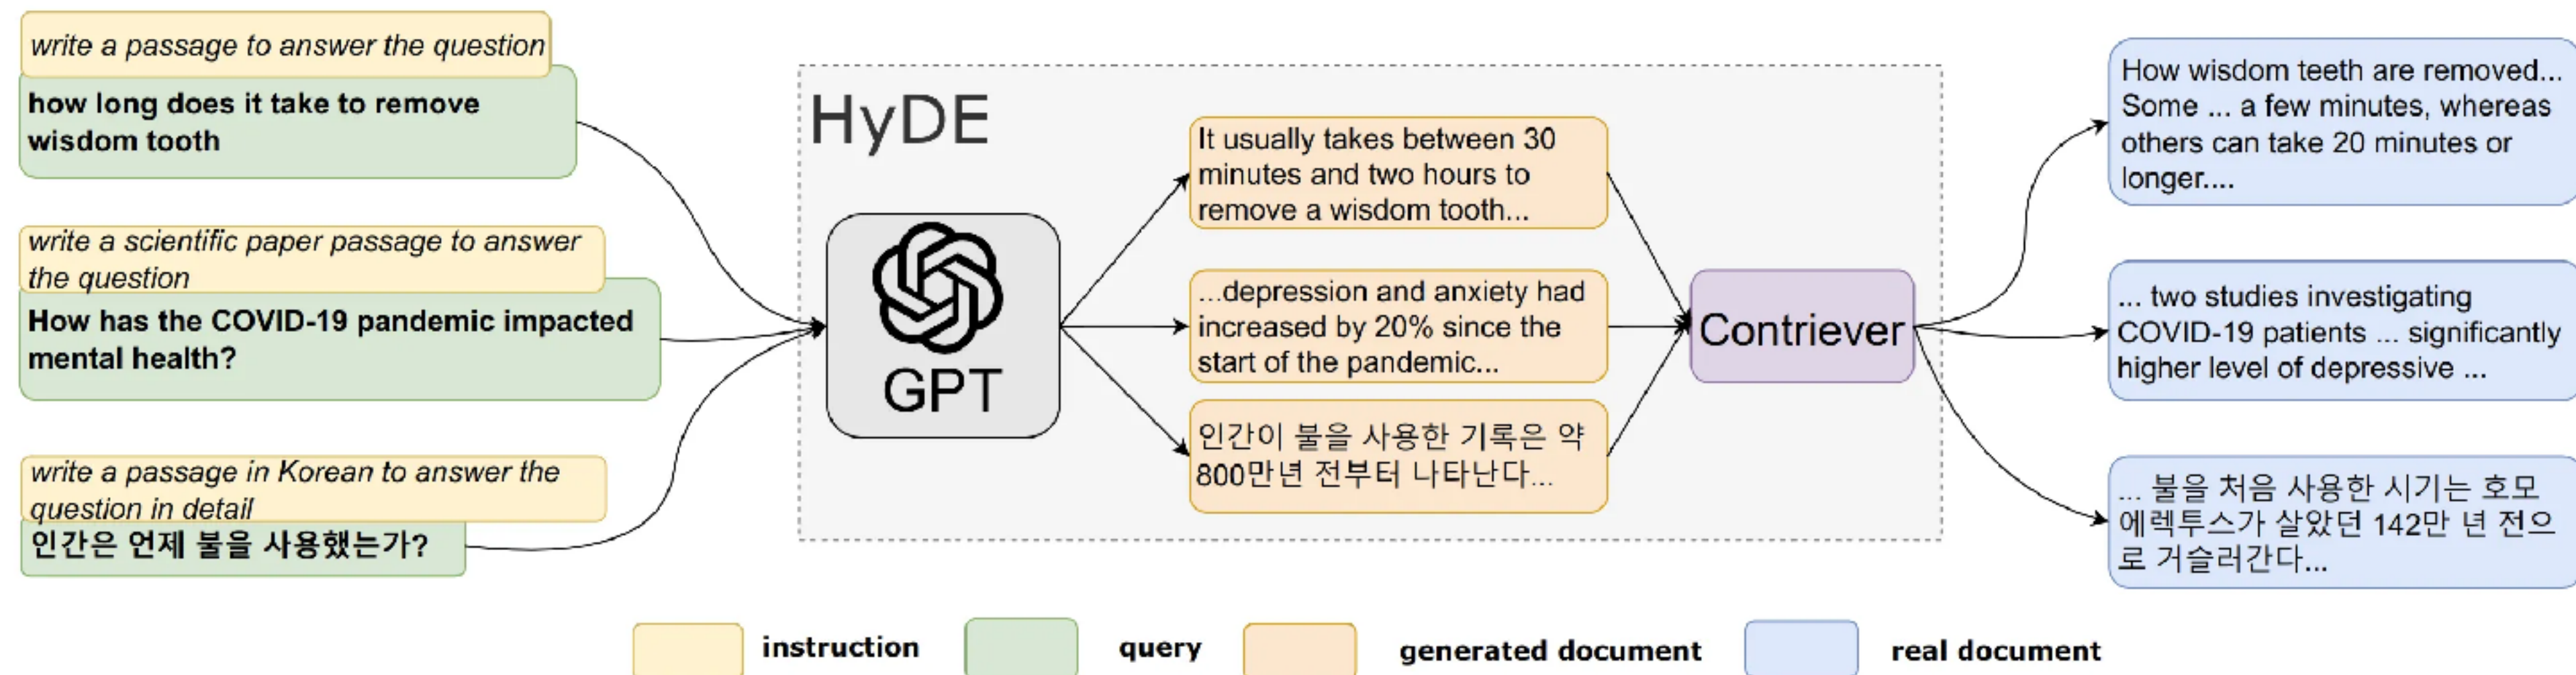 write a passage to answer the question
how long does it take to remove
wisdom tooth
write a scientific paper passage to answer
the question
How has the COVID-19 pandemic impacted
mental health?
write a passage in Korean to answer the
question in detail
인간은 언제 불을 사용했는가?
HyDE
GPT
It usually takes between 30
minutes and two hours to
remove a wisdom tooth...
...depression and anxiety had
increased by 20% since the
start of the pandemic...
인간이 불을 사용한 기록은 약
800만년 전부터 나타난다...
Contriever
How wisdom teeth are removed...
Some ... a few minutes, whereas
others can take 20 minutes or
longer....
... two studies investigating
COVID-19 patients ... significantly
higher level of depressive ...
... 불을 처음 사용한 시기는 호모
에렉투스가 살았던 142만 년 전으
로 거슬러간다...
instruction
query
generated document
real document